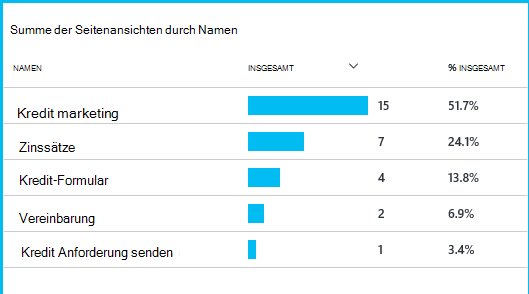 Summe der Seitenansichten durch Namen
NAMEN INSGESAMT % INSGESAMT
Kredit marketing 15 51.7%
Zinssätze 7 24.1%
Kredit-Formular 4 13.8%
Vereinbarung 2 6.9%
Kredit Anforderung senden 1 3.4%